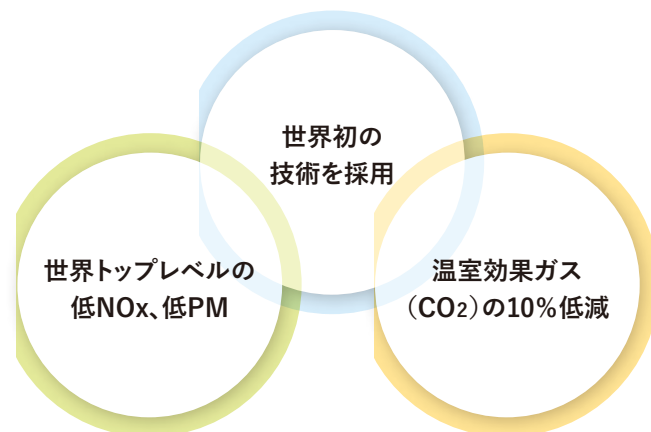 世界初の
技術を採用
世界トップレベルの
低NOx、低PM
温室効果ガス
（CO2）の10%低減